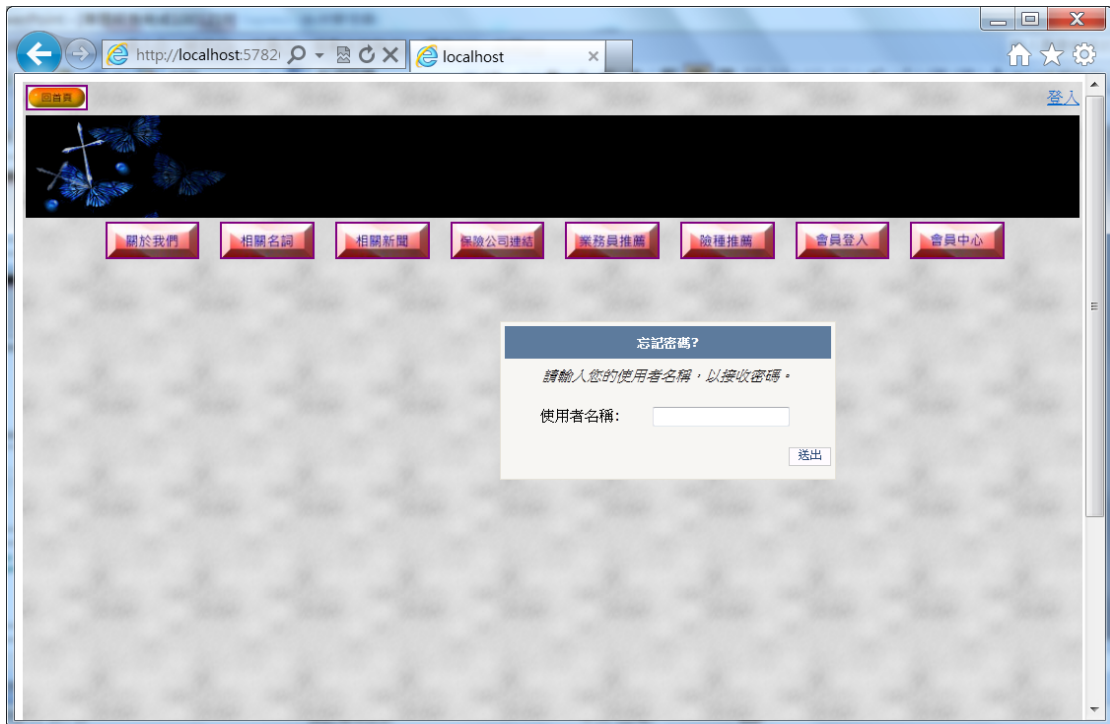 http://localhost:5782
localhost
回首頁
登入
關於我們
相關名詞
相關新聞
保險公司連結
業務員推薦
險種推薦
會員登入
會員中心
忘記密碼?
請輸入您的使用者名稱，以接收密碼。
使用者名稱:
送出